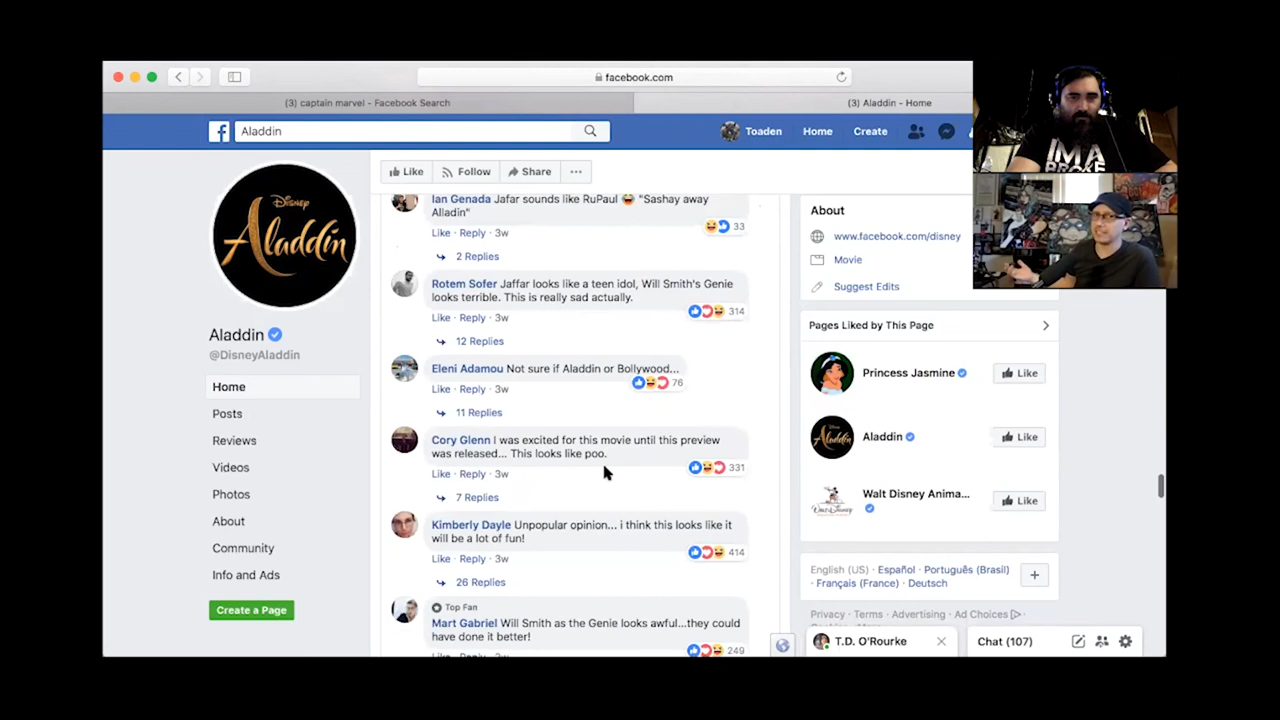 facebook.com
(3) captain marvel - Facebook Search
(3) Aladdin - Home
Aladdin
Toaden
Home
Create
IMA
BROKE
DISNEY
Aladdin
Aladdin
@DisneyAladdin
Home
Posts
Reviews
Videos
Photos
About
Community
Info and Ads
Create a Page
Like
Follow
Share
Ian Genada Jafar sounds like RuPaul "Sashay away
Alladin"
33
Like · Reply · 3w
2 Replies
Rotem Sofer Jaffar looks like a teen idol, Will Smith's Genie
looks terrible. This is really sad actually.
314
Like · Reply · 3w
12 Replies
Eleni Adamou Not sure if Aladdin or Bollywood...
76
Like · Reply · 3w
11 Replies
Cory Glenn I was excited for this movie until this preview
was released... This looks like poo.
331
Like · Reply · 3w
7 Replies
Kimberly Dayle Unpopular opinion... i think this looks like it
will be a lot of fun!
414
Like · Reply · 3w
26 Replies
Top Fan
Mart Gabriel Will Smith as the Genie looks awful...they could
have done it better!
249
Like · Reply · 3w
About
www.facebook.com/disney
Movie
Suggest Edits
Pages Liked by This Page
Princess Jasmine
Like
Aladdin
Like
Walt Disney Anima...
Like
English (US) · Español · Português (Brasil) ·
Français (France) · Deutsch
Privacy · Terms · Advertising · Ad Choices
T.D. O'Rourke
Chat (107)